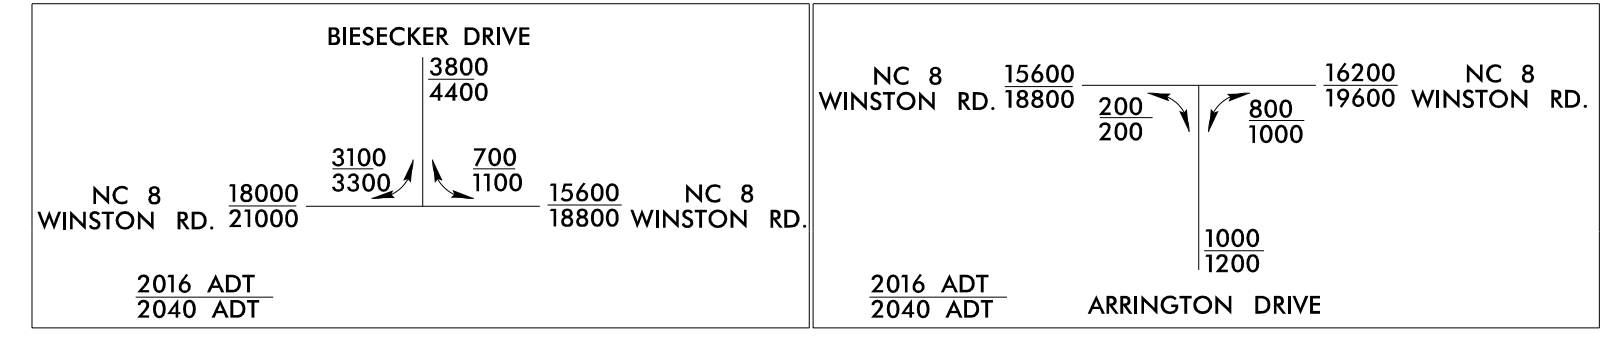 BIESECKER DRIVE
3800
4400
3100
3300
700
1100
NC 8
WINSTON RD.
18000
21000
15600
18800
NC 8
WINSTON RD.
2016 ADT
2040 ADT
NC 8
WINSTON RD.
15600
18800
200
200
800
1000
16200
19600
NC 8
WINSTON RD.
1000
1200
2016 ADT
2040 ADT
ARRINGTON DRIVE